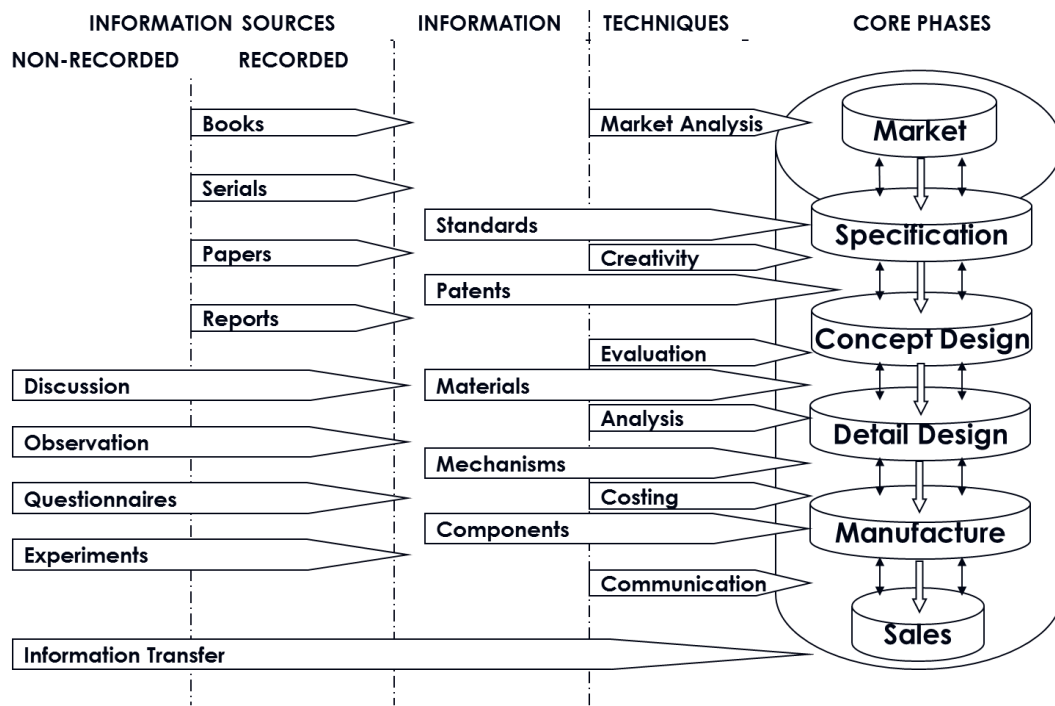 INFORMATION SOURCES
INFORMATION
TECHNIQUES
CORE PHASES
NON-RECORDED
RECORDED
Books
Market Analysis
Market
Serials
Standards
Specification
Papers
Creativity
Patents
Reports
Concept Design
Evaluation
Discussion
Materials
Analysis
Detail Design
Observation
Mechanisms
Questionnaires
Costing
Components
Manufacture
Experiments
Communication
Sales
Information Transfer